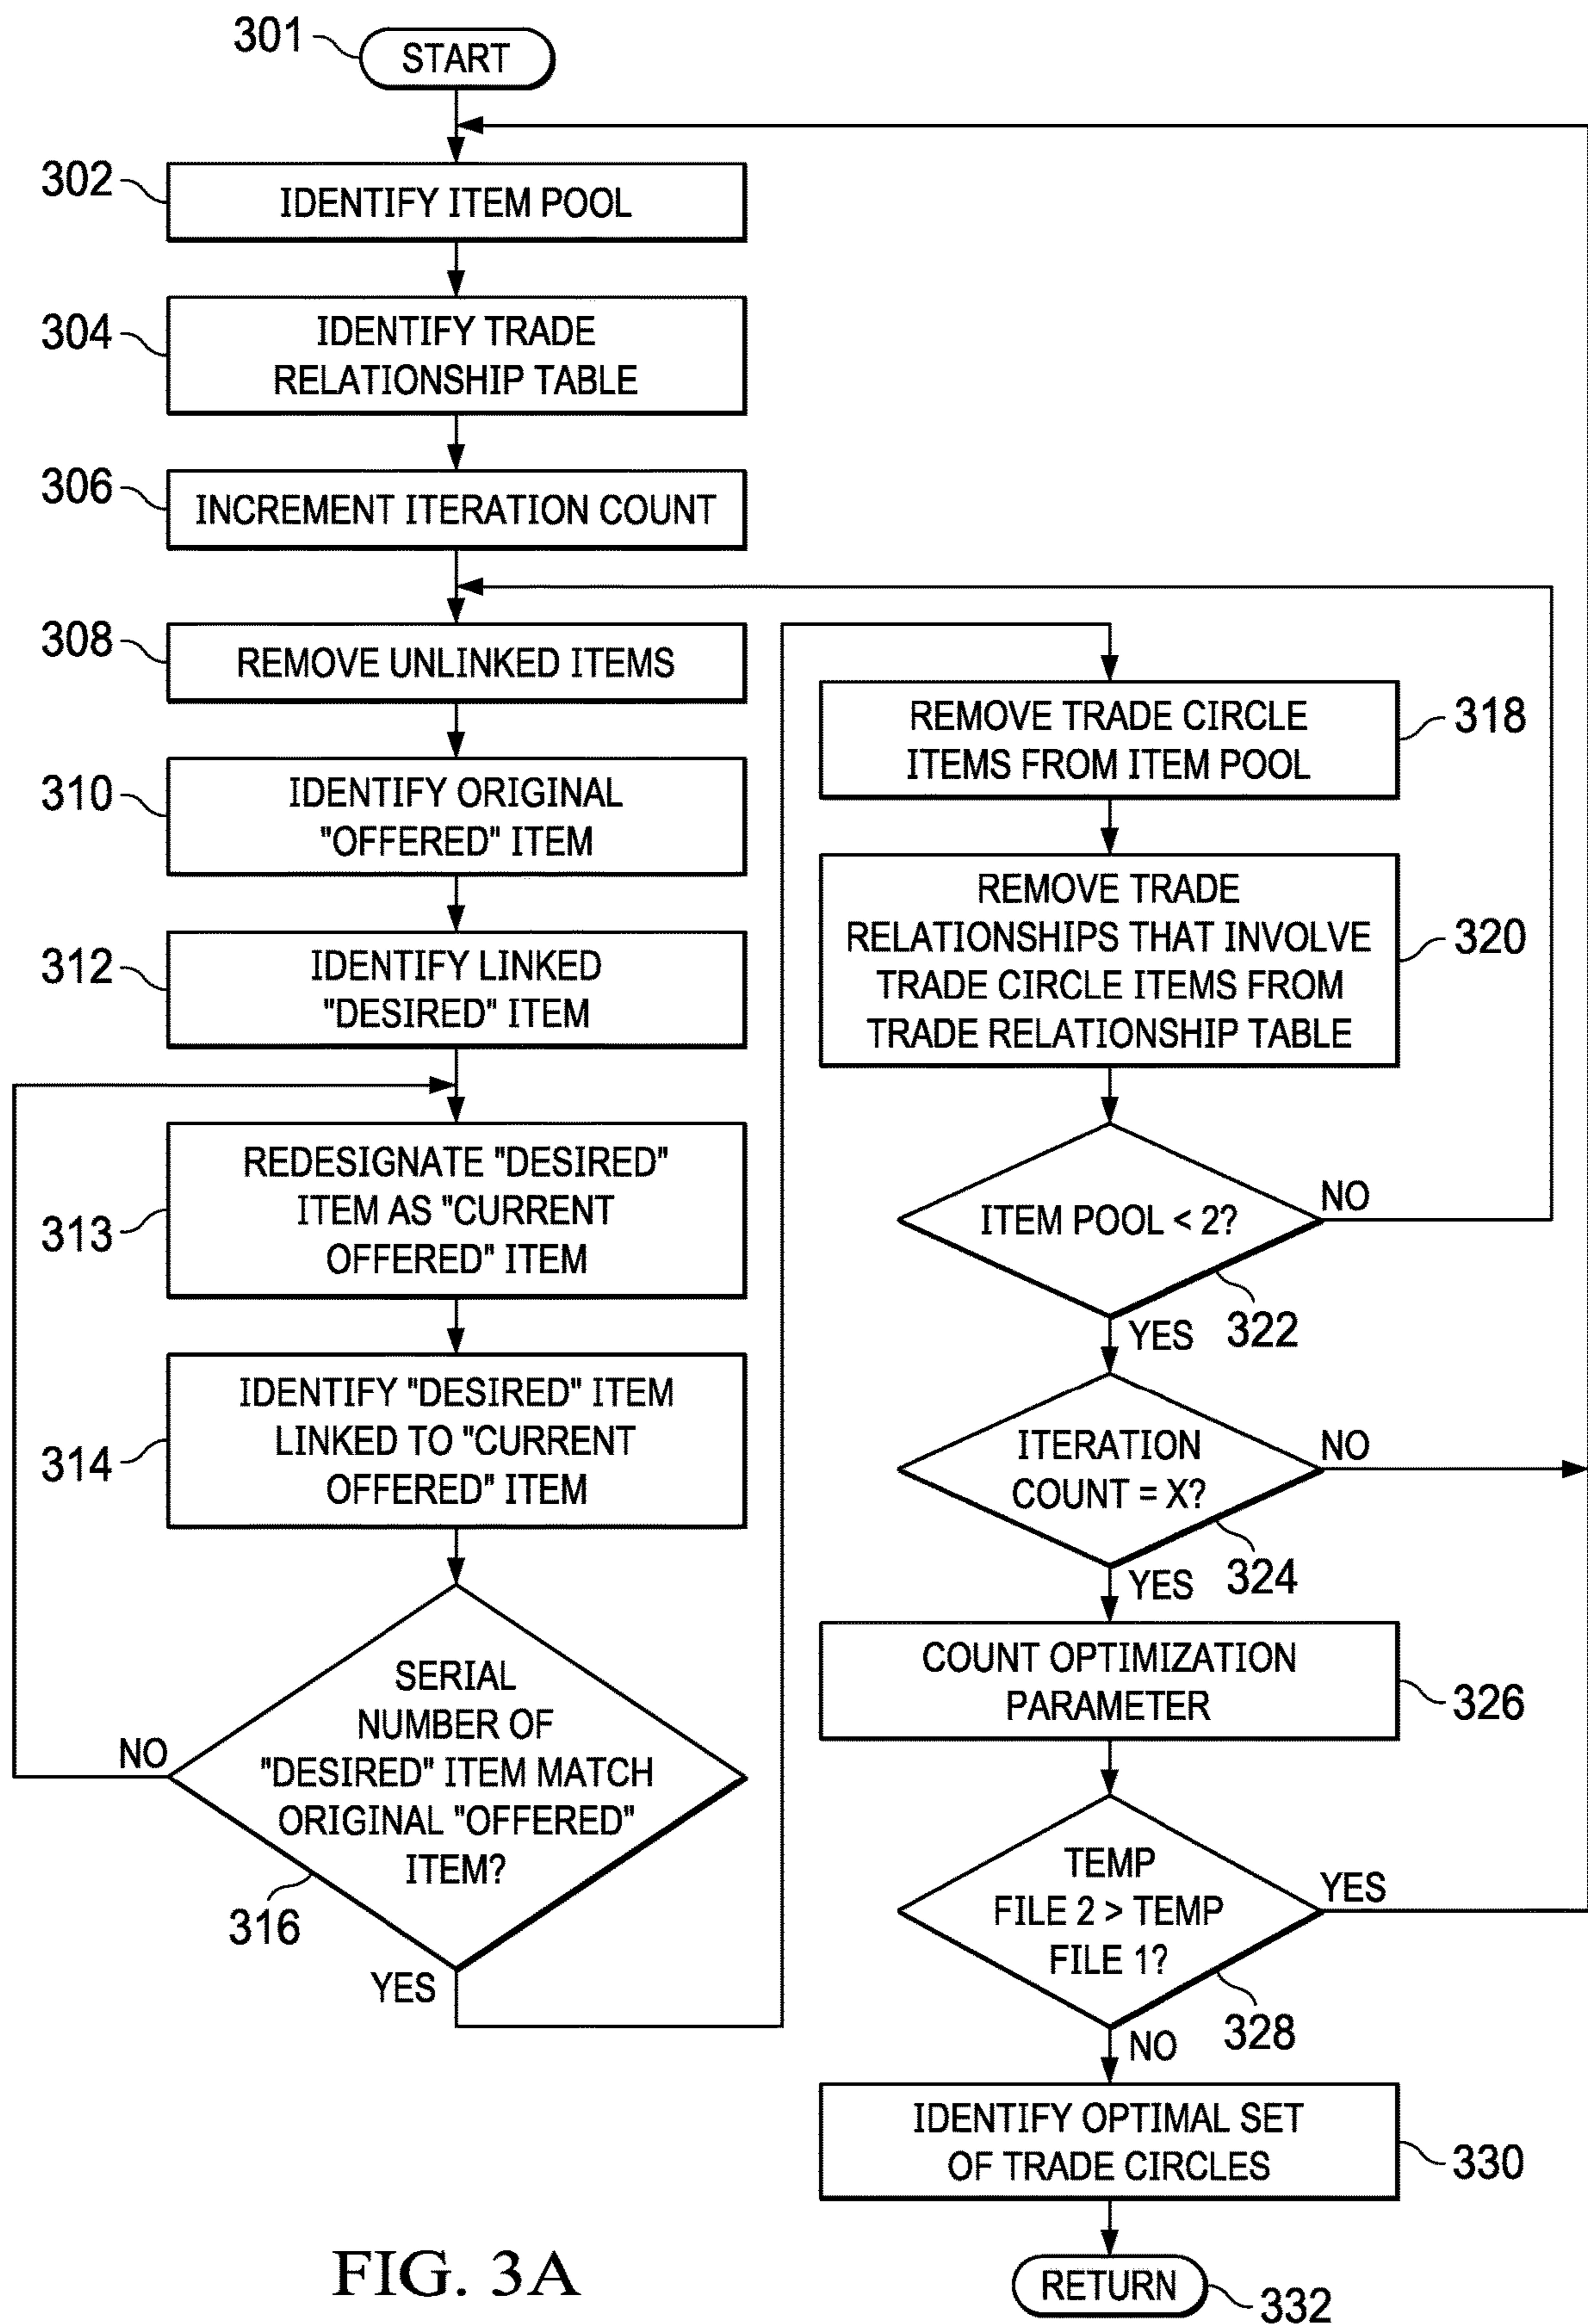 301
START
302
IDENTIFY ITEM POOL
304
IDENTIFY TRADE
RELATIONSHIP TABLE
306
INCREMENT ITERATION COUNT
308
REMOVE UNLINKED ITEMS
310
IDENTIFY ORIGINAL
"OFFERED" ITEM
312
IDENTIFY LINKED
"DESIRED" ITEM
313
REDESIGNATE "DESIRED"
ITEM AS "CURRENT
OFFERED" ITEM
314
IDENTIFY "DESIRED" ITEM
LINKED TO "CURRENT
OFFERED" ITEM
SERIAL
NUMBER OF
"DESIRED" ITEM MATCH
ORIGINAL "OFFERED"
ITEM?
NO
316
YES
REMOVE TRADE CIRCLE
ITEMS FROM ITEM POOL
318
REMOVE TRADE
RELATIONSHIPS THAT INVOLVE
TRADE CIRCLE ITEMS FROM
TRADE RELATIONSHIP TABLE
320
ITEM POOL < 2?
NO
322
YES
ITERATION
COUNT = X?
NO
324
YES
COUNT OPTIMIZATION
PARAMETER
326
TEMP
FILE 2 > TEMP
FILE 1?
YES
328
NO
IDENTIFY OPTIMAL SET
OF TRADE CIRCLES
330
RETURN
332
FIG. 3A